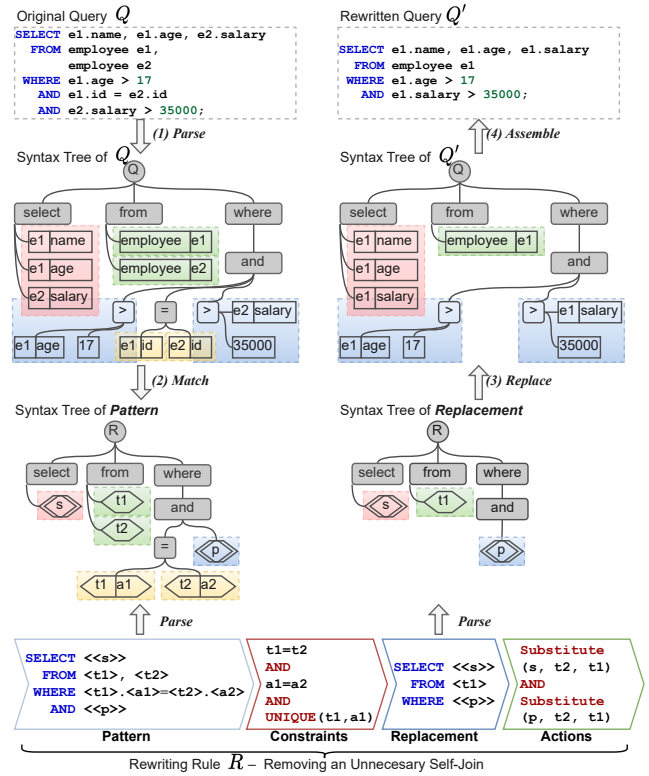 Original Query Q
SELECT e1.name, e1.age, e2.salary
FROM employee e1,
employee e2
WHERE e1.age > 17
AND e1.id = e2.id
AND e2.salary > 35000;
Rewritten Query Q′
SELECT e1.name, e1.age, e1.salary
FROM employee e1
WHERE e1.age > 17
AND e1.salary > 35000;
(1) Parse
(4) Assemble
Syntax Tree of Q
Q
select
from
where
e1 name
employee e1
e1 age
employee e2
and
e2 salary
>
=
>
e2 salary
e1 age
17
e1 id
e2 id
35000
Syntax Tree of Q′
Q
select
from
where
e1 name
employee e1
e1 age
and
e1 salary
>
>
e1 salary
e1 age
17
35000
(2) Match
(3) Replace
Syntax Tree of Pattern
R
select
from
where
s
t1
t2
and
=
p
t1 a1
t2 a2
Syntax Tree of Replacement
R
select
from
where
s
t1
and
p
Parse
Parse
SELECT <<s>>
FROM <t1>, <t2>
WHERE <t1>.<a1>=<t2>.<a2>
AND <<p>>
t1=t2
AND
a1=a2
AND
UNIQUE(t1,a1)
SELECT <<s>>
FROM <t1>
WHERE <<p>>
Substitute
(s, t2, t1)
AND
Substitute
(p, t2, t1)
Pattern
Constraints
Replacement
Actions
Rewriting Rule R – Removing an Unnecesary Self-Join